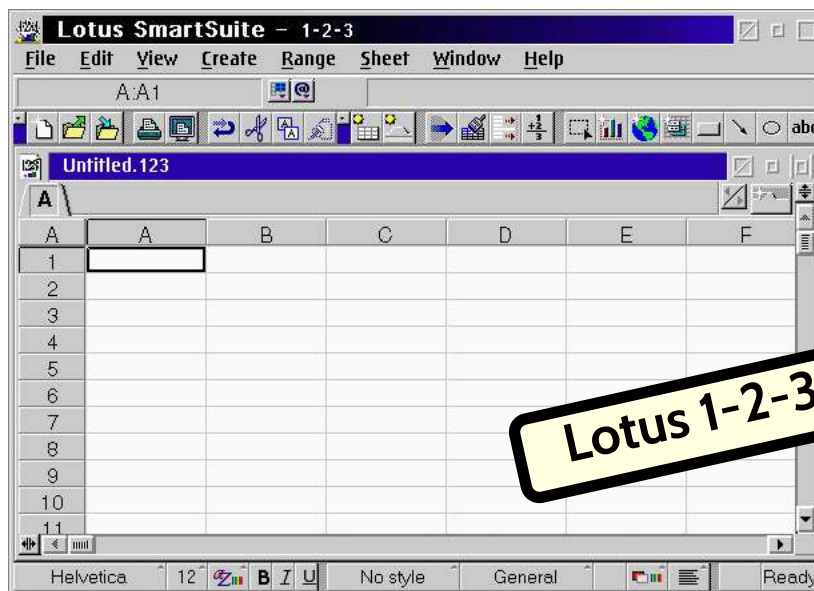 Lotus SmartSuite – 1-2-3
File Edit View Create Range Sheet Window Help
A:A1 @
abc
Untitled.123
A
A A B C D E F
1
2
3
4
5
6
7
8
9
10
11
Lotus 1-2-3
Helvetica 12 B I U No style General Ready